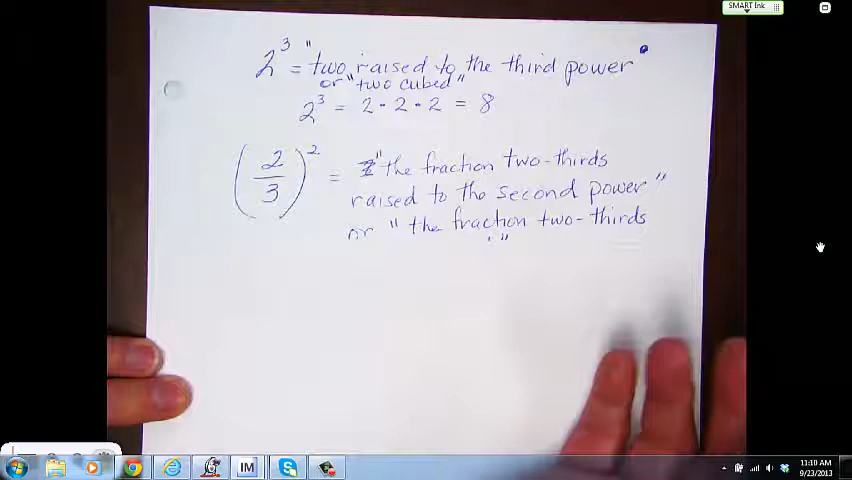 SMART Ink
2³ = "two raised to the third power"
or "two cubed"
2³ = 2 · 2 · 2 = 8
(2/3)² = "the fraction two-thirds
raised to the second power"
or "the fraction two-thirds
IM
11:10 AM
9/23/2013